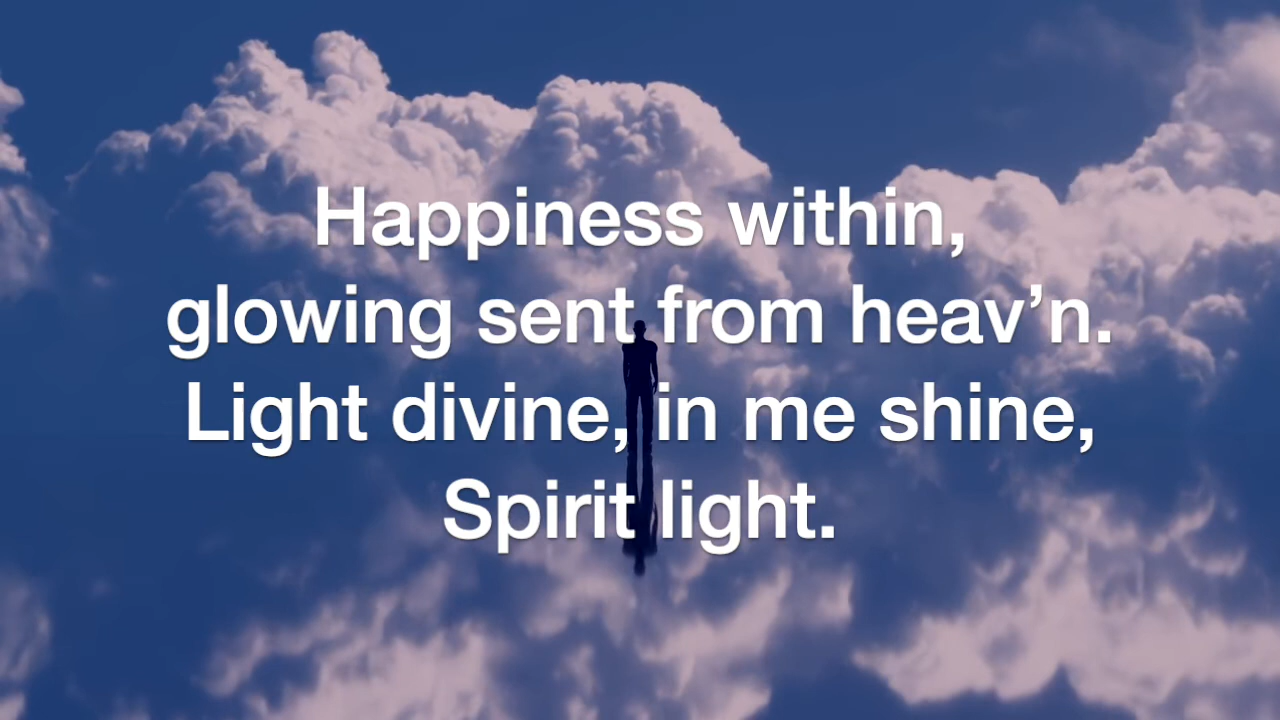 Happiness within,
glowing sent from heav’n.
Light divine, in me shine,
Spirit light.